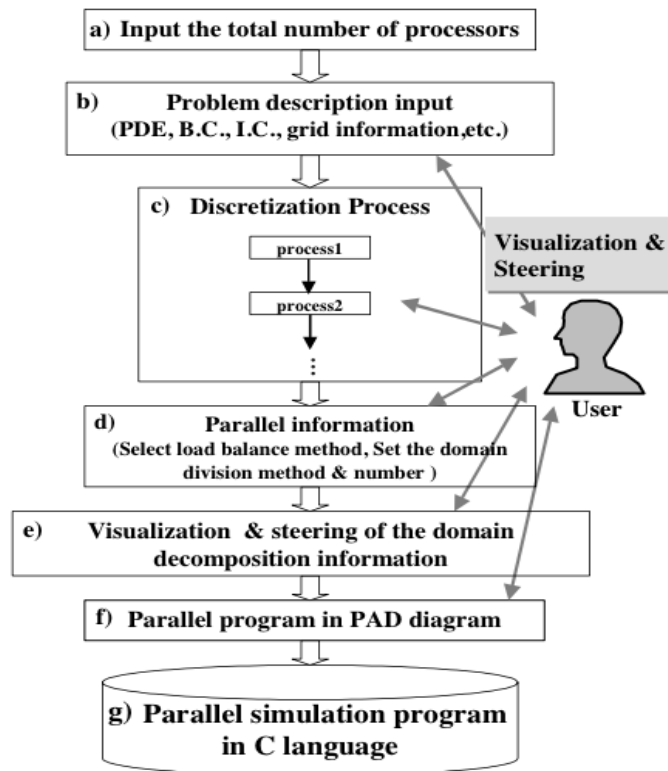 a) Input the total number of processors
b) Problem description input
(PDE, B.C., I.C., grid information,etc.)
c) Discretization Process
process1
process2
⋮
Visualization &
Steering
User
d) Parallel information
(Select load balance method, Set the domain
division method & number )
e) Visualization & steering of the domain
decomposition information
f) Parallel program in PAD diagram
g) Parallel simulation program
in C language